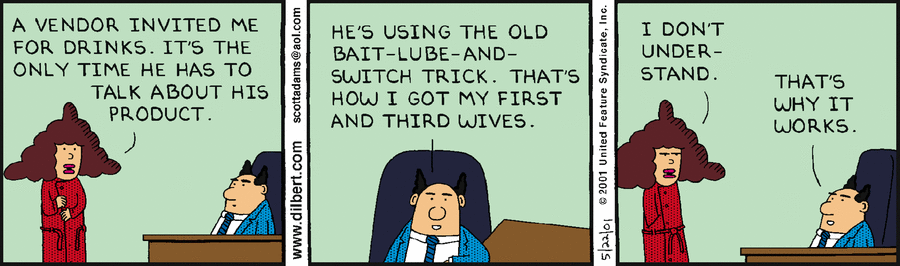 A VENDOR INVITED ME
FOR DRINKS. IT'S THE
ONLY TIME HE HAS TO
TALK ABOUT HIS
PRODUCT.
www.dilbert.com scottadams@aol.com
HE'S USING THE OLD
BAIT-LUBE-AND-
SWITCH TRICK. THAT'S
HOW I GOT MY FIRST
AND THIRD WIVES.
5/22/01 © 2001 United Feature Syndicate, Inc.
I DON'T
UNDER-
STAND.
THAT'S
WHY IT
WORKS.